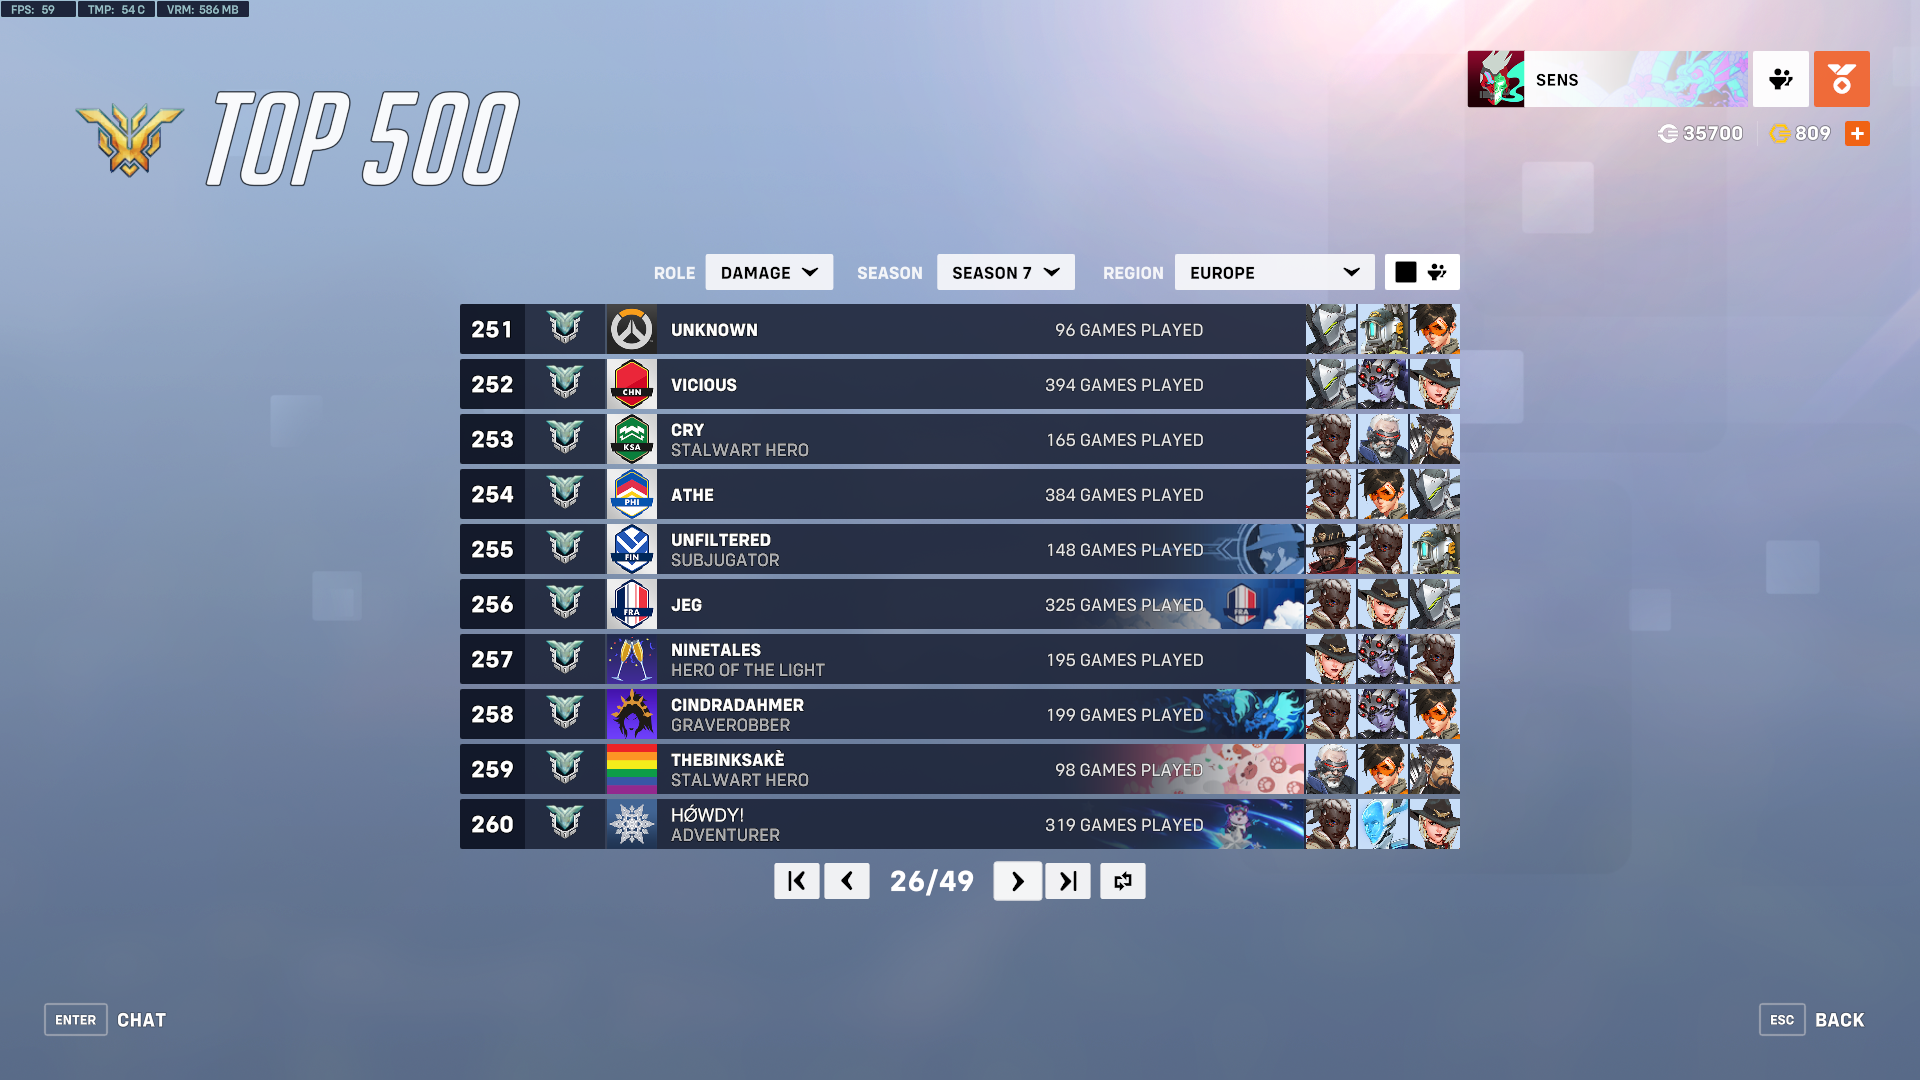 FPS: 59 TMP: 54 C VRM: 586 MB
TOP 500
SENS
35700 809 +
ROLE DAMAGE SEASON SEASON 7 REGION EUROPE
251 UNKNOWN 96 GAMES PLAYED
252 CHN VICIOUS 394 GAMES PLAYED
253 KSA CRY 165 GAMES PLAYED
STALWART HERO
254 PHI ATHE 384 GAMES PLAYED
255 FIN UNFILTERED 148 GAMES PLAYED
SUBJUGATOR
256 FRA JEG 325 GAMES PLAYED FRA
257 NINETALES 195 GAMES PLAYED
HERO OF THE LIGHT
258 CINDRADAHMER 199 GAMES PLAYED
GRAVEROBBER
259 THEBINKSAKÈ 98 GAMES PLAYED
STALWART HERO
260 HǾWDY! 319 GAMES PLAYED
ADVENTURER
26/49
ENTER CHAT
ESC BACK